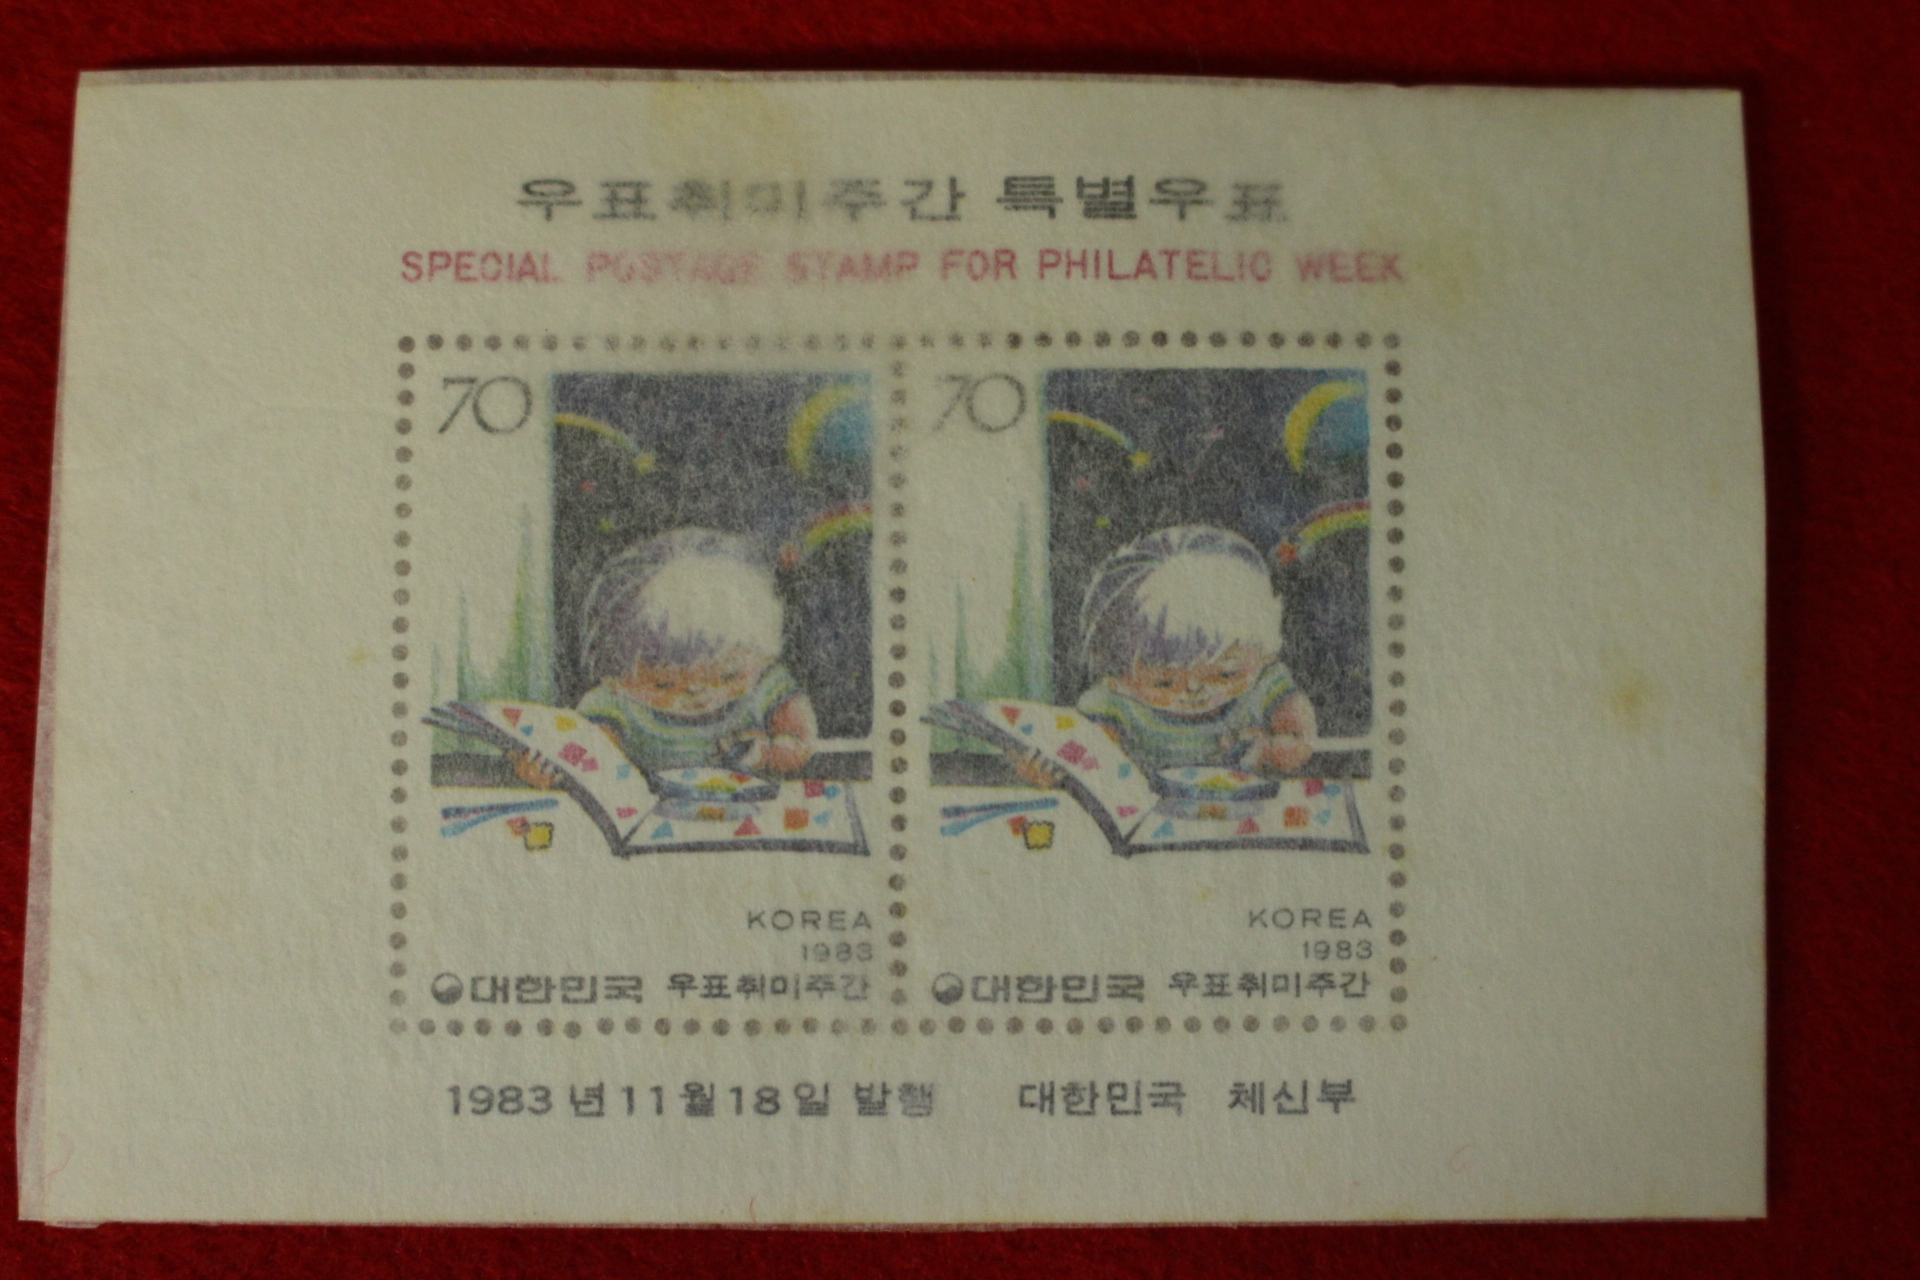 우표취미주간 특별우표
SPECIAL POSTAGE STAMP FOR PHILATELIC WEEK
70
70
KOREA
1983
대한민국 우표취미주간
KOREA
1983
대한민국 우표취미주간
1983년 11월 18일 발행 대한민국 체신부